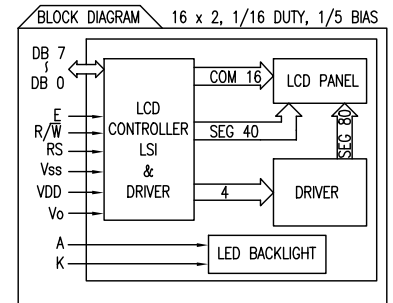 BLOCK DIAGRAM 16 x 2, 1/16 DUTY, 1/5 BIAS
DB 7
~
DB 0
E
R/W̅
RS
Vss
VDD
Vo
A
K
LCD
CONTROLLER
LSI
&
DRIVER
COM 16
SEG 40
4
LCD PANEL
SEG 80
DRIVER
LED BACKLIGHT